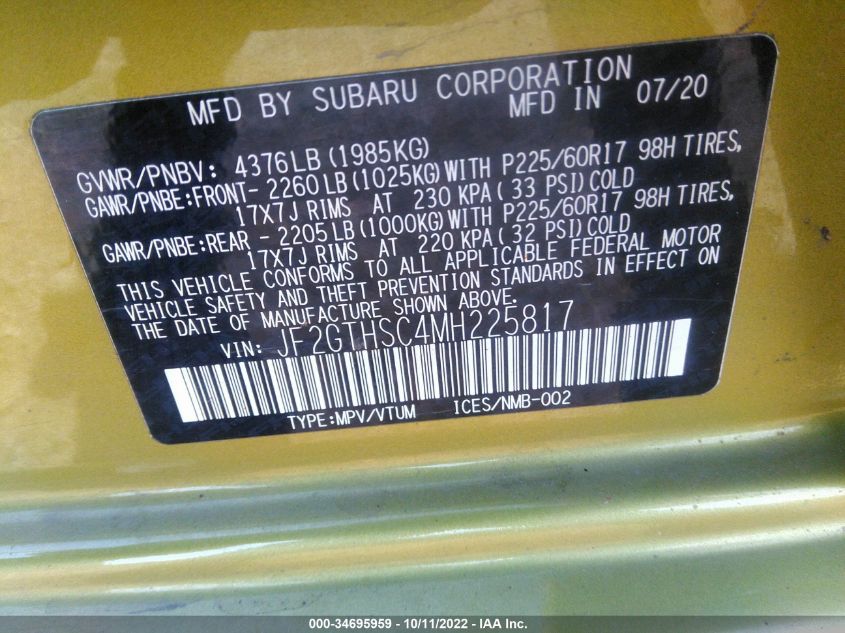 MFD BY SUBARU CORPORATION
MFD IN 07/20
GVWR/PNBV: 4376LB (1985KG)
GAWR/PNBE:FRONT- 2260LB (1025KG)WITH P225/60R17 98H TIRES,
17X7J RIMS AT 230 KPA( 33 PSI)COLD
GAWR/PNBE:REAR - 2205LB (1000KG)WITH P225/60R17 98H TIRES,
17X7J RIMS AT 220 KPA( 32 PSI)COLD
THIS VEHICLE CONFORMS TO ALL APPLICABLE FEDERAL MOTOR
VEHICLE SAFETY AND THEFT PREVENTION STANDARDS IN EFFECT ON
THE DATE OF MANUFACTURE SHOWN ABOVE.
VIN: JF2GTHSC4MH225817
TYPE:MPV/VTUM ICES/NMB-002
000-34695959 - 10/11/2022 - IAA Inc.